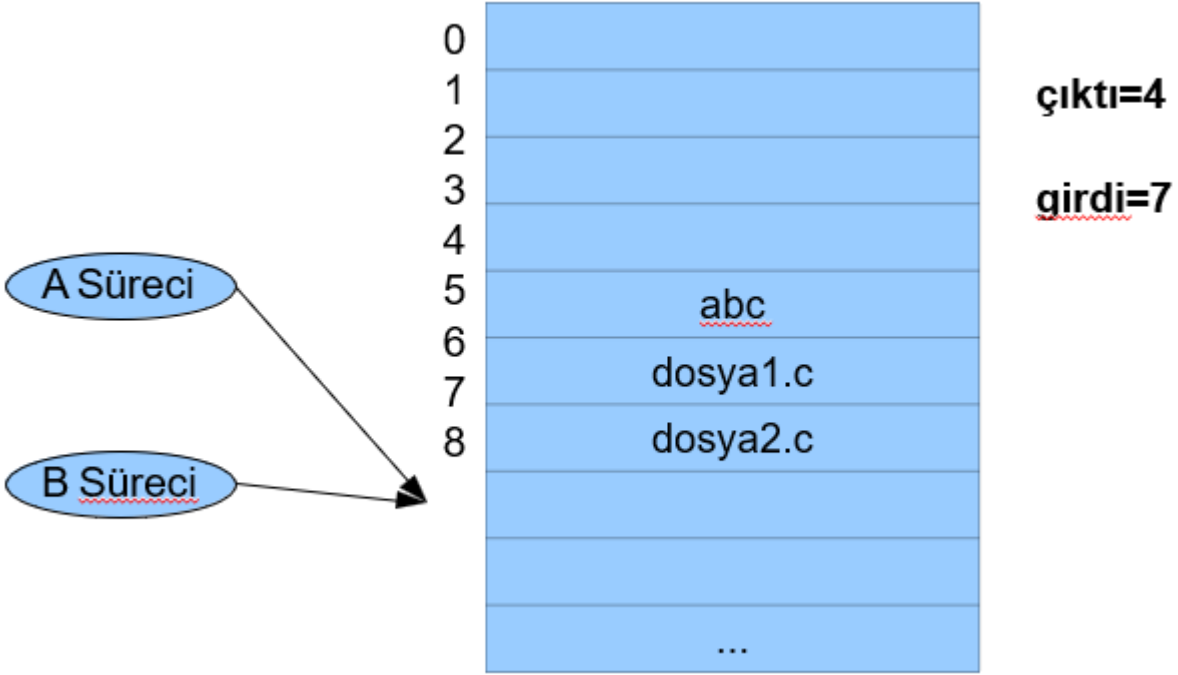 0
1
2
3
4
5
6
7
8
çıktı=4
girdi=7
A Süreci
B Süreci
abc
dosya1.c
dosya2.c
...